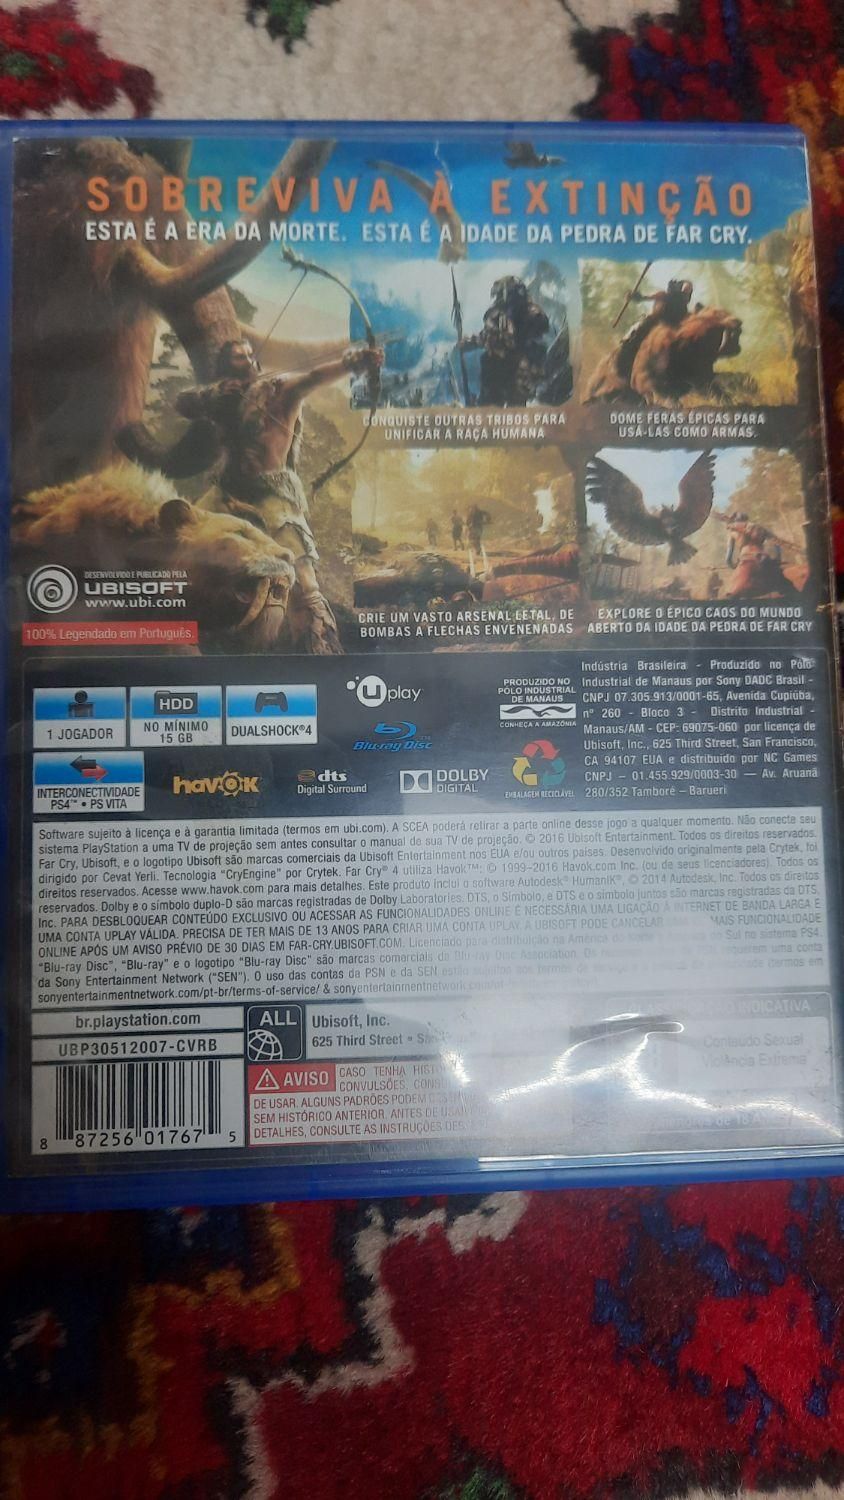 SOBREVIVA À EXTINÇÃO
ESTA É A ERA DA MORTE. ESTA É A IDADE DA PEDRA DE FAR CRY.
CONQUISTE OUTRAS TRIBOS PARA
UNIFICAR A RAÇA HUMANA
DOME FERAS ÉPICAS PARA
USÁ-LAS COMO ARMAS.
DESENVOLVIDO E PUBLICADO PELA
UBISOFT
www.ubi.com
CRIE UM VASTO ARSENAL LETAL, DE
BOMBAS A FLECHAS ENVENENADAS
EXPLORE O ÉPICO CAOS DO MUNDO
ABERTO DA IDADE DA PEDRA DE FAR CRY
100% Legendado em Português.
1 JOGADOR
HDD
NO MÍNIMO
15 GB
DUALSHOCK®4
INTERCONECTIVIDADE
PS4™ • PS VITA
Uplay
Blu-ray Disc
havok
dts
Digital Surround
DOLBY
DIGITAL
PRODUZIDO NO
PÓLO INDUSTRIAL
DE MANAUS
CONHEÇA A AMAZÔNIA
EMBALAGEM RECICLÁVEL
Indústria Brasileira - Produzido no Pólo
Industrial de Manaus por Sony DADC Brasil -
CNPJ 07.305.913/0001-65, Avenida Cupiúba,
nº 260 - Bloco 3 - Distrito Industrial -
Manaus/AM - CEP: 69075-060 por licença de
Ubisoft, Inc., 625 Third Street, San Francisco,
CA 94107 EUA e distribuido por NC Games
CNPJ – 01.455.929/0003-30 – Av. Aruanã
280/352 Tamboré – Barueri
Software sujeito à licença e à garantia limitada (termos em ubi.com). A SCEA poderá retirar a parte online desse jogo a qualquer momento. Não conecte seu
sistema PlayStation a uma TV de projeção sem antes consultar o manual de sua TV de projeção. © 2016 Ubisoft Entertainment. Todos os direitos reservados.
Far Cry, Ubisoft, e o logotipo Ubisoft são marcas comerciais da Ubisoft Entertainment nos EUA e/ou outros países. Desenvolvido originalmente pela Crytek, foi
dirigido por Cevat Yerli. Tecnologia “CryEngine” por Crytek. Far Cry® 4 utiliza Havok™: © 1999–2016 Havok.com Inc. (ou de seus licenciadores). Todos os
direitos reservados. Acesse www.havok.com para mais detalhes. Este produto inclui o software Autodesk® HumanIK®, © 2014 Autodesk, Inc. Todos os direitos
reservados. Dolby e o símbolo duplo-D são marcas registradas de Dolby Laboratories. DTS, o Símbolo, e DTS e o símbolo juntos são marcas registradas da DTS,
Inc. PARA DESBLOQUEAR CONTEÚDO EXCLUSIVO OU ACESSAR AS FUNCIONALIDADES ONLINE É NECESSÁRIA UMA LIGAÇÃO À INTERNET DE BANDA LARGA E
UMA CONTA UPLAY VÁLIDA. PRECISA DE TER MAIS DE 13 ANOS PARA CRIAR UMA CONTA UPLAY. A UBISOFT PODE CANCELAR MAIS FUNCIONALIDADE
ONLINE APÓS UM AVISO PRÉVIO DE 30 DIAS EM FAR-CRY.UBISOFT.COM. Licenciado para distribuição na América do Sul no sistema PS4.
“Blu-ray Disc”, “Blu-ray” e o logotipo “Blu-ray Disc” são marcas comerciais da Blu-ray Disc Association. Os requerem uma conta
da Sony Entertainment Network (“SEN”). O uso das contas da PSN e da SEN estão sujeitos aos termos de (termos em
sonyentertainmentnetwork.com/pt-br/terms-of-service/ & sonyentertainmentnetwork.com
br.playstation.com
UBP30512007-CVRB
ALL
Ubisoft, Inc.
625 Third Street •
AVISO
CASO TENHA
CONVULSÕES,
DE USAR. ALGUNS PADRÕES PODEM
SEM HISTÓRICO ANTERIOR. ANTES DE
DETALHES, CONSULTE AS INSTRUÇÕES
8 87256 01767 5
INDICATIVA
Conteúdo Sexual
Violência Extrema